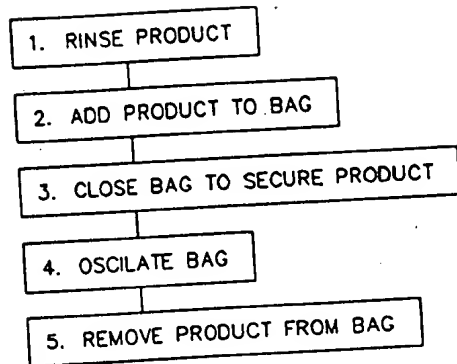 1. RINSE PRODUCT
2. ADD PRODUCT TO BAG
3. CLOSE BAG TO SECURE PRODUCT
4. OSCILATE BAG
5. REMOVE PRODUCT FROM BAG